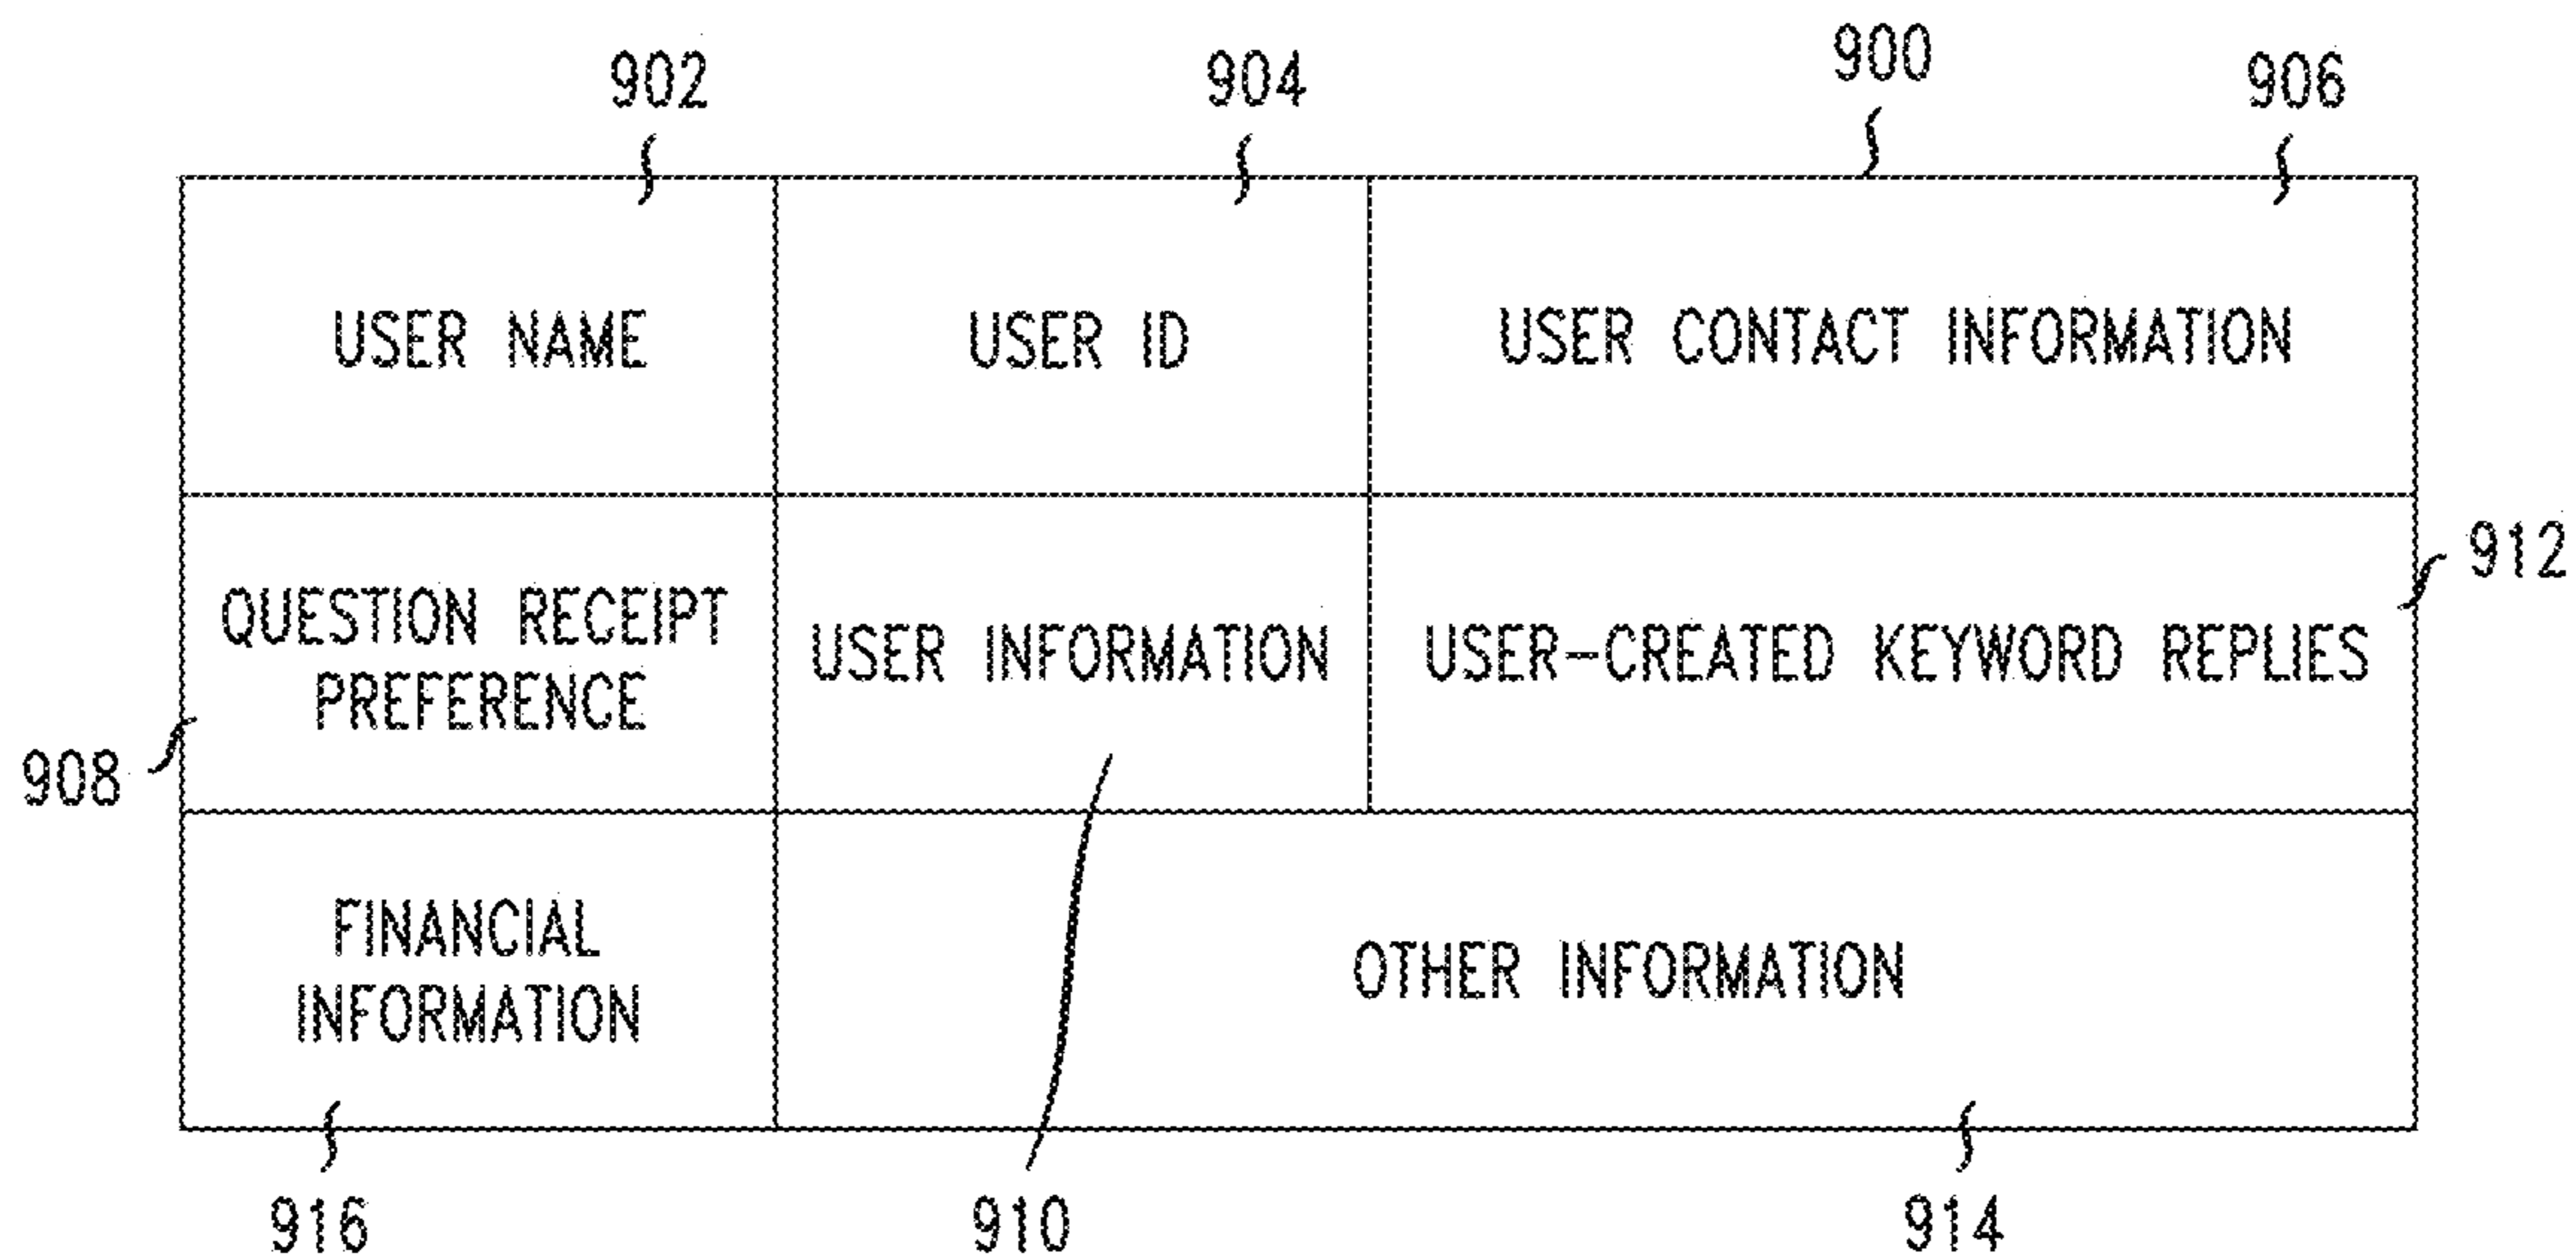 902 904 900 906
USER NAME USER ID USER CONTACT INFORMATION
912
QUESTION RECEIPT
PREFERENCE
USER INFORMATION
USER-CREATED KEYWORD REPLIES
908
FINANCIAL
INFORMATION
OTHER INFORMATION
916 910 914